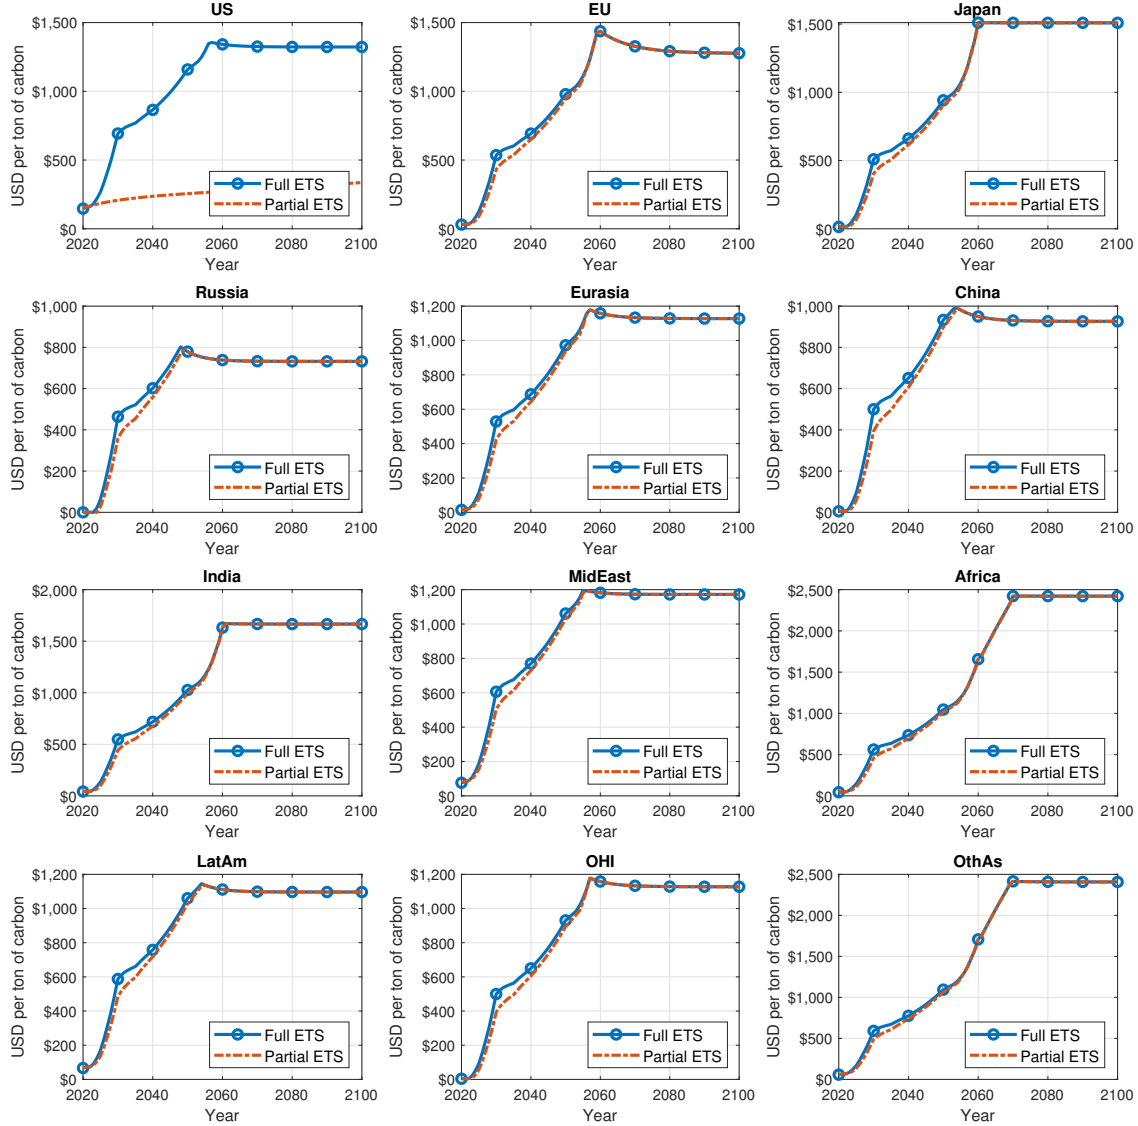 US
USD per ton of carbon
$1,500
$1,000
$500
$0
2020 2040 2060 2080 2100
Year
Full ETS
Partial ETS
EU
USD per ton of carbon
$1,500
$1,000
$500
$0
2020 2040 2060 2080 2100
Year
Full ETS
Partial ETS
Japan
USD per ton of carbon
$1,500
$1,000
$500
$0
2020 2040 2060 2080 2100
Year
Full ETS
Partial ETS
Russia
USD per ton of carbon
$1,000
$800
$600
$400
$200
$0
2020 2040 2060 2080 2100
Year
Full ETS
Partial ETS
Eurasia
USD per ton of carbon
$1,200
$1,000
$800
$600
$400
$200
$0
2020 2040 2060 2080 2100
Year
Full ETS
Partial ETS
China
USD per ton of carbon
$1,000
$800
$600
$400
$200
$0
2020 2040 2060 2080 2100
Year
Full ETS
Partial ETS
India
USD per ton of carbon
$2,000
$1,500
$1,000
$500
$0
2020 2040 2060 2080 2100
Year
Full ETS
Partial ETS
MidEast
USD per ton of carbon
$1,200
$1,000
$800
$600
$400
$200
$0
2020 2040 2060 2080 2100
Year
Full ETS
Partial ETS
Africa
USD per ton of carbon
$2,500
$2,000
$1,500
$1,000
$500
$0
2020 2040 2060 2080 2100
Year
Full ETS
Partial ETS
LatAm
USD per ton of carbon
$1,200
$1,000
$800
$600
$400
$200
$0
2020 2040 2060 2080 2100
Year
Full ETS
Partial ETS
OHI
USD per ton of carbon
$1,200
$1,000
$800
$600
$400
$200
$0
2020 2040 2060 2080 2100
Year
Full ETS
Partial ETS
OthAs
USD per ton of carbon
$2,500
$2,000
$1,500
$1,000
$500
$0
2020 2040 2060 2080 2100
Year
Full ETS
Partial ETS